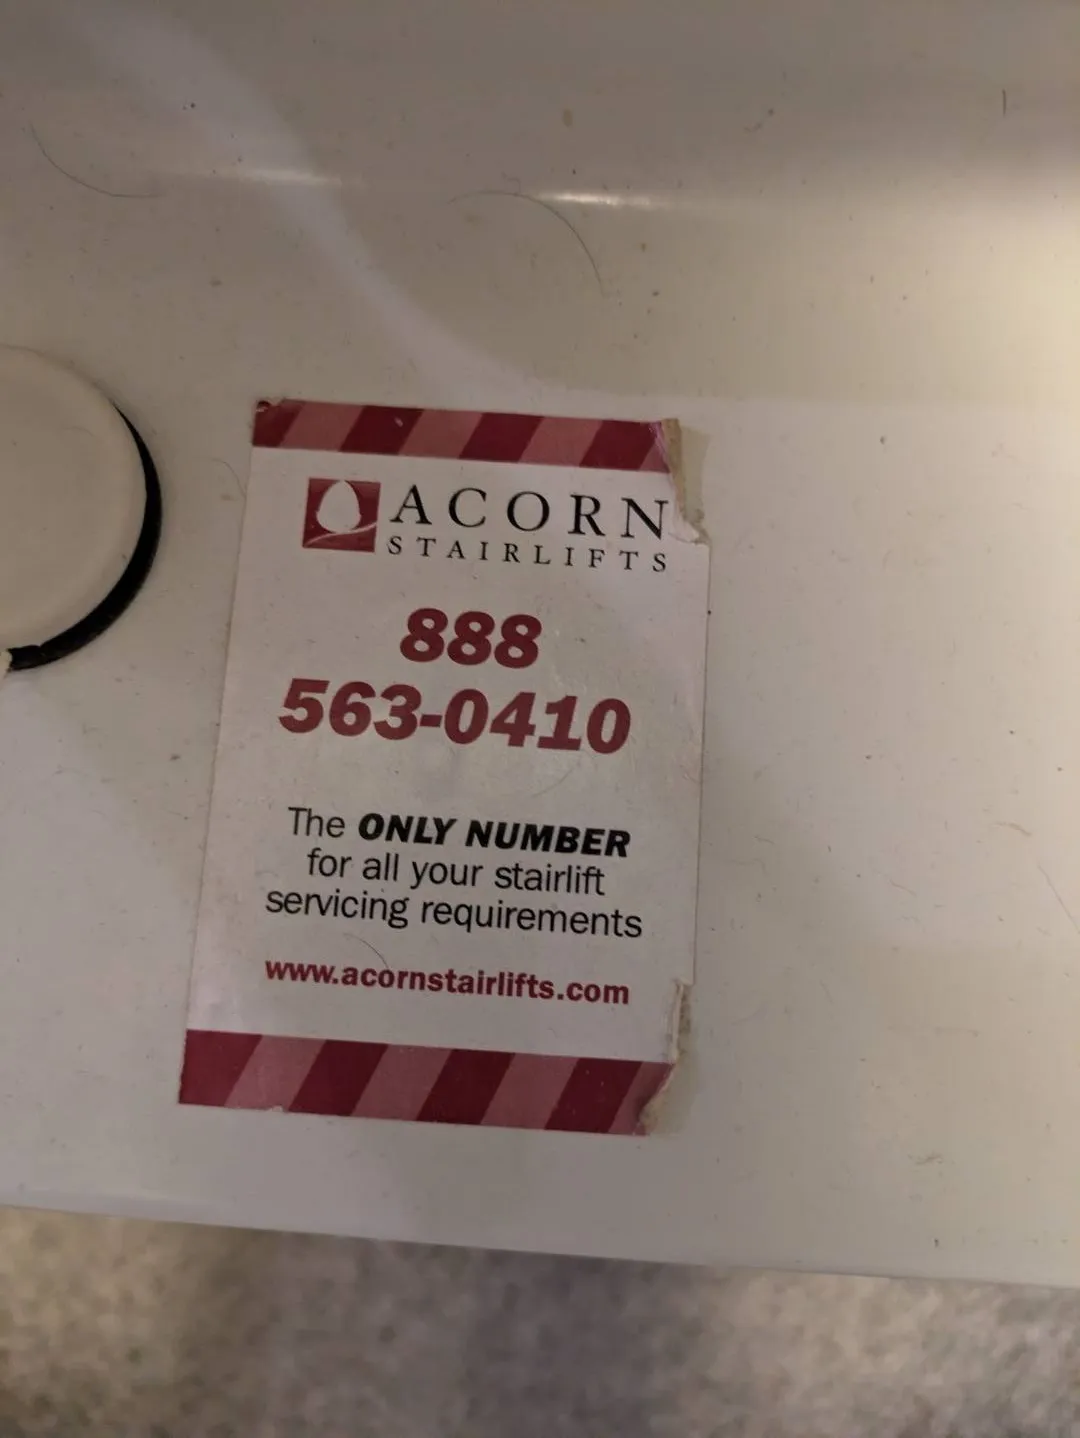 ACORN
STAIRLIFTS
888
563-0410
The ONLY NUMBER
for all your stairlift
servicing requirements
www.acornstairlifts.com